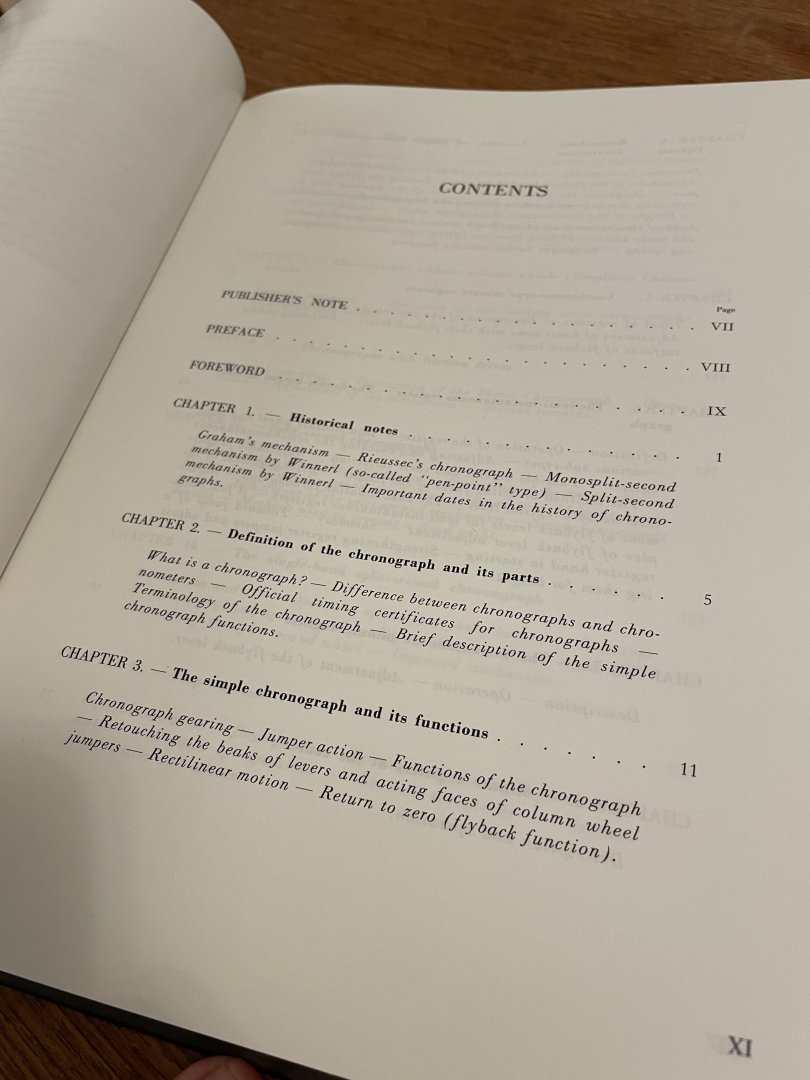 CONTENTS
Page
PUBLISHER'S NOTE . . . . . . . . . . . . . . . . . . . VII
PREFACE . . . . . . . . . . . . . . . . . . . . . . . VIII
FOREWORD . . . . . . . . . . . . . . . . . . . . . . IX
CHAPTER 1. — Historical notes . . . . . . . . . . . . . . 1
Graham's mechanism — Rieussec's chronograph — Monosplit-second
mechanism by Winnerl (so-called “pen-point” type) — Split-second
mechanism by Winnerl — Important dates in the history of chrono-
graphs.
CHAPTER 2. — Definition of the chronograph and its parts . . . . . . 5
What is a chronograph? — Difference between chronographs and chro-
nometers — Official timing certificates for chronographs —
Terminology of the chronograph — Brief description of the simple
chronograph functions.
CHAPTER 3. — The simple chronograph and its functions . . . . . . . 11
Chronograph gearing — Jumper action — Functions of the chronograph
— Retouching the beaks of levers and acting faces of column wheel
jumpers — Rectilinear motion — Return to zero (flyback function).
XI